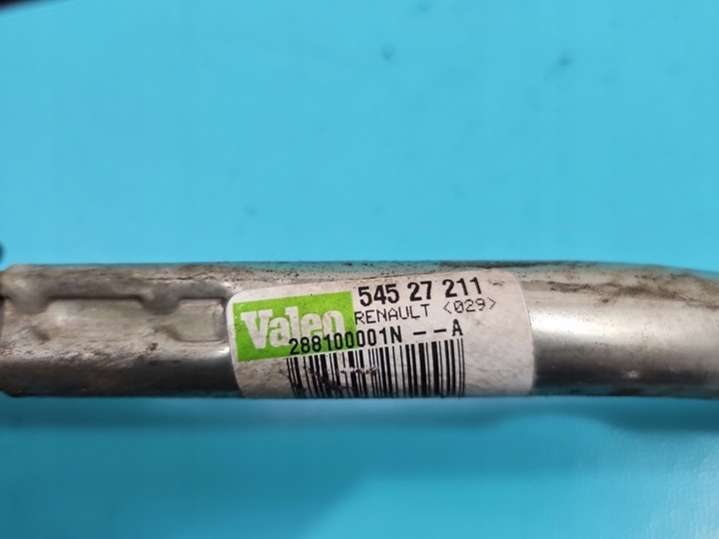 Valeo
545 27 211
RENAULT <029>
288100001N --A